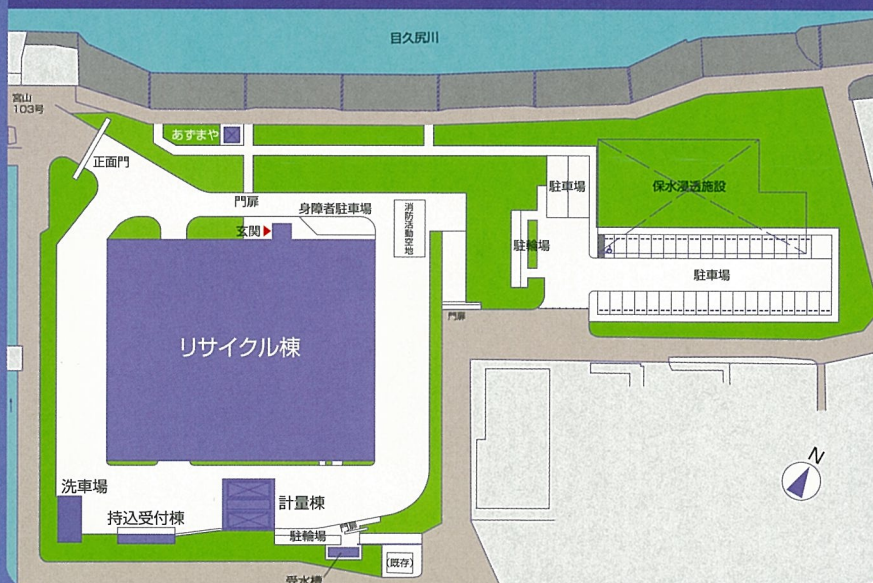 目久尻川
宮山
103号
あずまや
正面門
門扉
身障者駐車場
消防活動空地
玄関
駐車場
保水浸透施設
駐輪場
駐車場
門扉
リサイクル棟
N
洗車場
持込受付棟
計量棟
門扉
駐輪場
(既存)
受水槽